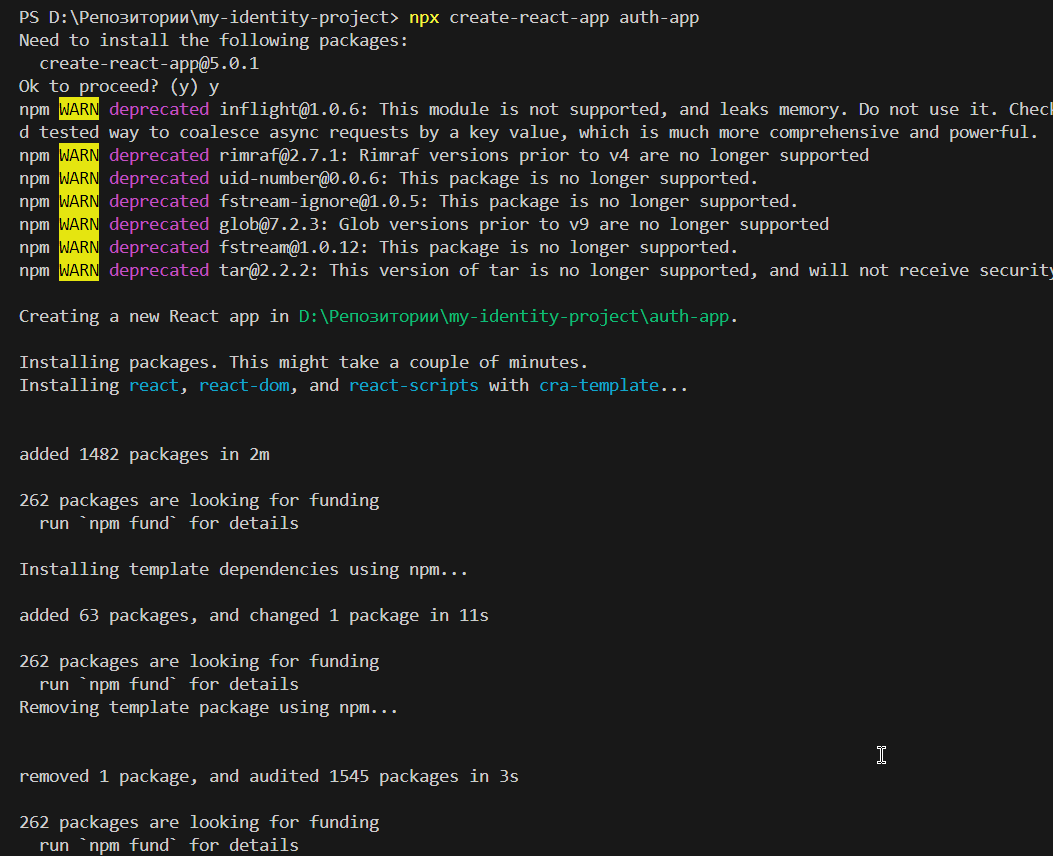 PS D:\Репозитории\my-identity-project> npx create-react-app auth-app
Need to install the following packages:
create-react-app@5.0.1
Ok to proceed? (y) y
npm WARN deprecated inflight@1.0.6: This module is not supported, and leaks memory. Do not use it. Check
d tested way to coalesce async requests by a key value, which is much more comprehensive and powerful.
npm WARN deprecated rimraf@2.7.1: Rimraf versions prior to v4 are no longer supported
npm WARN deprecated uid-number@0.0.6: This package is no longer supported.
npm WARN deprecated fstream-ignore@1.0.5: This package is no longer supported.
npm WARN deprecated glob@7.2.3: Glob versions prior to v9 are no longer supported
npm WARN deprecated fstream@1.0.12: This package is no longer supported.
npm WARN deprecated tar@2.2.2: This version of tar is no longer supported, and will not receive security
Creating a new React app in D:\Репозитории\my-identity-project\auth-app.
Installing packages. This might take a couple of minutes.
Installing react, react-dom, and react-scripts with cra-template...
added 1482 packages in 2m
262 packages are looking for funding
run `npm fund` for details
Installing template dependencies using npm...
added 63 packages, and changed 1 package in 11s
262 packages are looking for funding
run `npm fund` for details
Removing template package using npm...
removed 1 package, and audited 1545 packages in 3s
262 packages are looking for funding
run `npm fund` for details